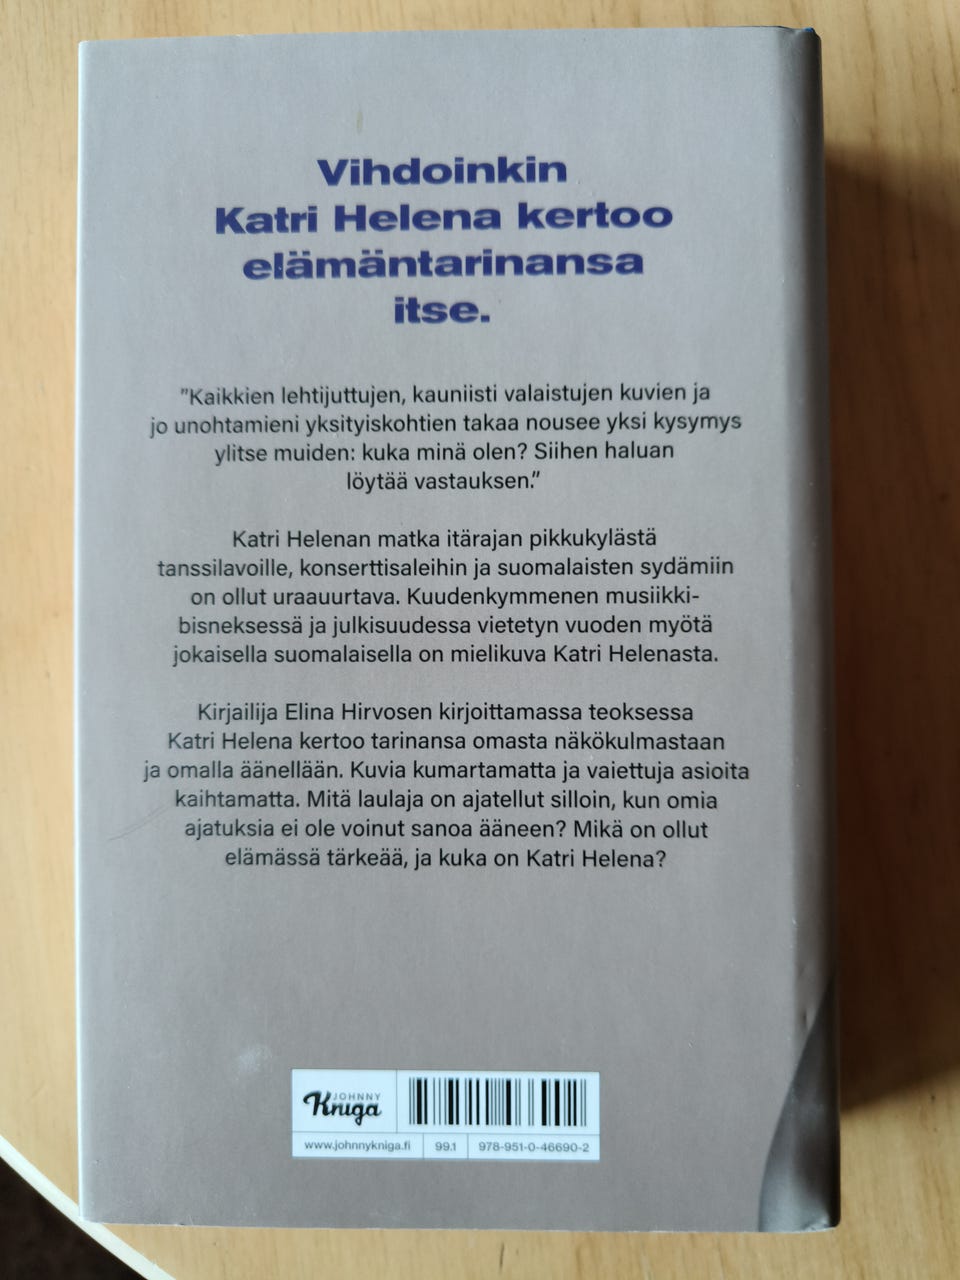 Vihdoinkin
Katri Helena kertoo
elämäntarinansa
itse.
”Kaikkien lehtijuttujen, kauniisti valaistujen kuvien ja
jo unohtamieni yksityiskohtien takaa nousee yksi kysymys
ylitse muiden: kuka minä olen? Siihen haluan
löytää vastauksen.”
Katri Helenan matka itärajan pikkukylästä
tanssilavoille, konserttisaleihin ja suomalaisten sydämiin
on ollut uraauurtava. Kuudenkymmenen musiikki-
bisneksessä ja julkisuudessa vietetyn vuoden myötä
jokaisella suomalaisella on mielikuva Katri Helenasta.
Kirjailija Elina Hirvosen kirjoittamassa teoksessa
Katri Helena kertoo tarinansa omasta näkökulmastaan
ja omalla äänellään. Kuvia kumartamatta ja vaiettuja asioita
kaihtamatta. Mitä laulaja on ajatellut silloin, kun omia
ajatuksia ei ole voinut sanoa ääneen? Mikä on ollut
elämässä tärkeää, ja kuka on Katri Helena?
JOHNNY
Kniga
www.johnnykniga.fi 99.1 978-951-0-46690-2